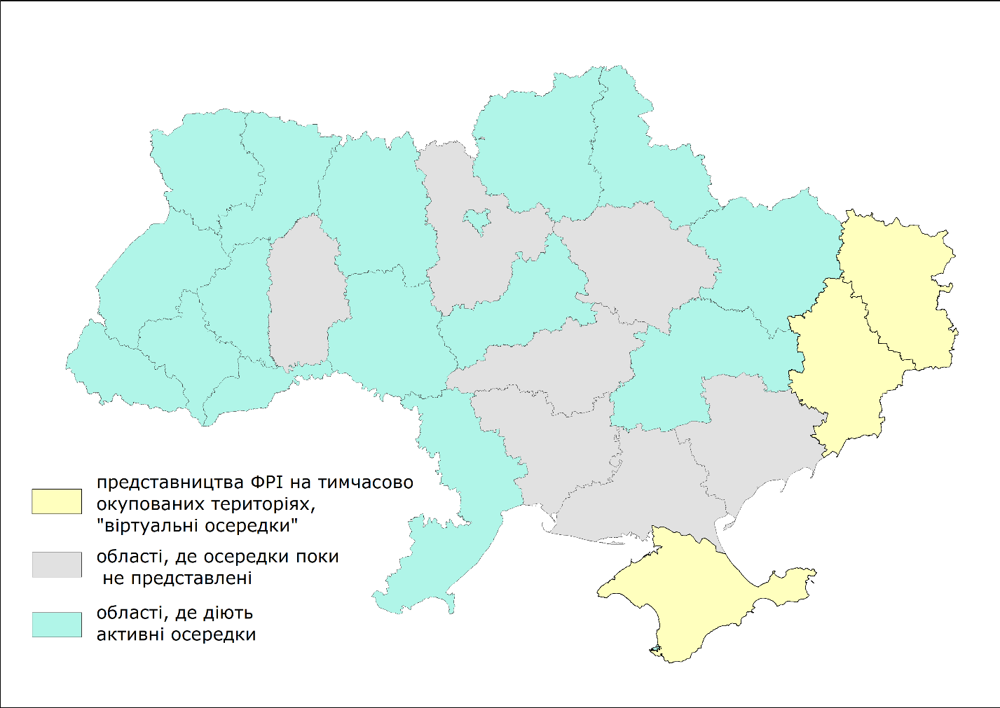 представництва ФРІ на тимчасово
окупованих територіях,
"віртуальні осередки"
області, де осередки поки
не представлені
області, де діють
активні осередки